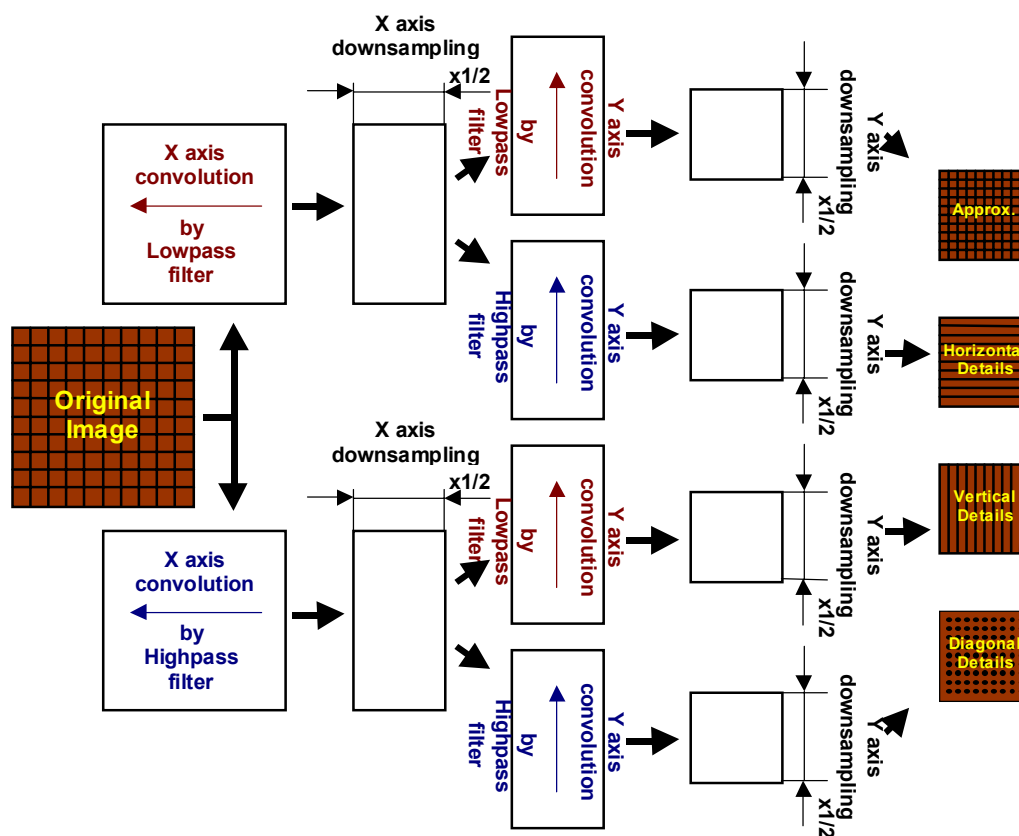 X axis
downsampling
x1/2
X axis
convolution
by
Lowpass
filter
Y axis
convolution
by
Lowpass
filter
Y axis
downsampling
x1/2
Approx.
Y axis
convolution
by
Highpass
filter
Y axis
downsampling
x1/2
Horizonta
Details
Original
Image
X axis
downsampling
x1/2
X axis
convolution
by
Highpass
filter
Y axis
convolution
by
Lowpass
filter
Y axis
downsampling
x1/2
Vertical
Details
Y axis
convolution
by
Highpass
filter
Y axis
downsampling
x1/2
Diagonal
Details